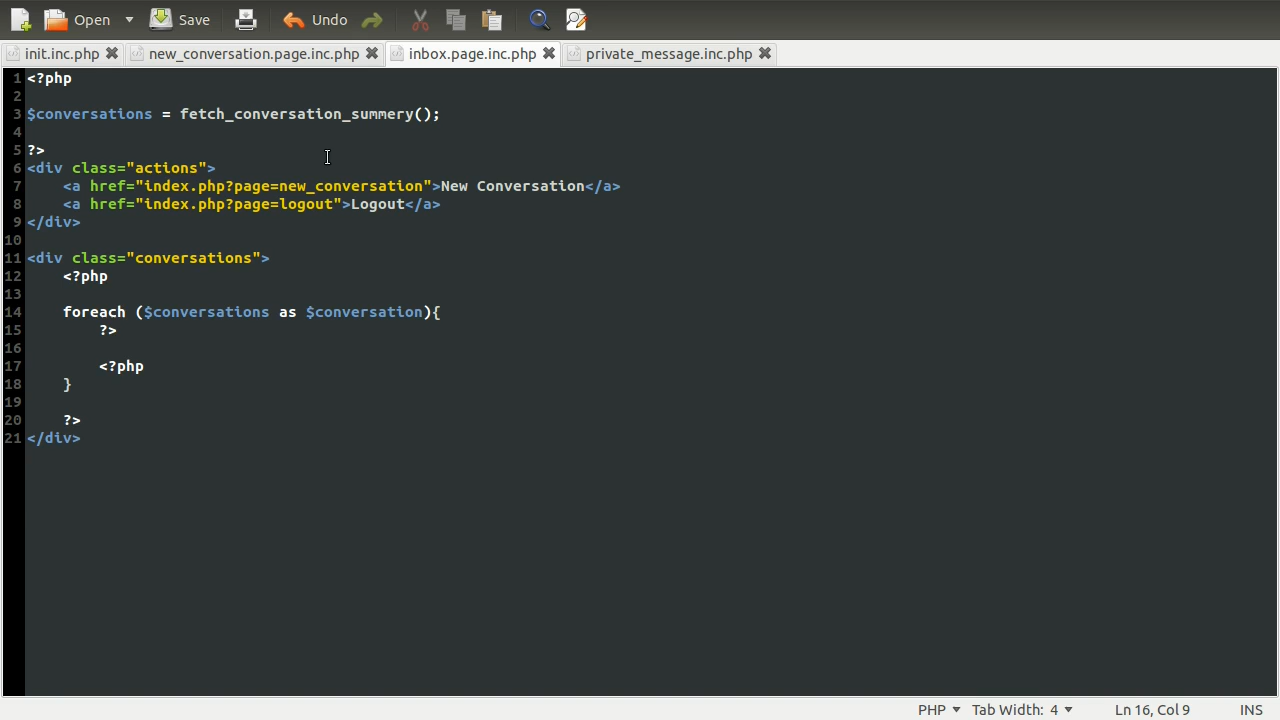 Open Save Undo
init.inc.php new_conversation.page.inc.php inbox.page.inc.php private_message.inc.php
1 <?php
2
3 $conversations = fetch_conversation_summery();
4
5 ?>
6 <div class="actions">
7 <a href="index.php?page=new_conversation">New Conversation</a>
8 <a href="index.php?page=logout">Logout</a>
9 </div>
10
11 <div class="conversations">
12 <?php
13
14 foreach ($conversations as $conversation){
15 ?>
16
17 <?php
18 }
19
20 ?>
21 </div>
PHP Tab Width: 4 Ln 16, Col 9 INS